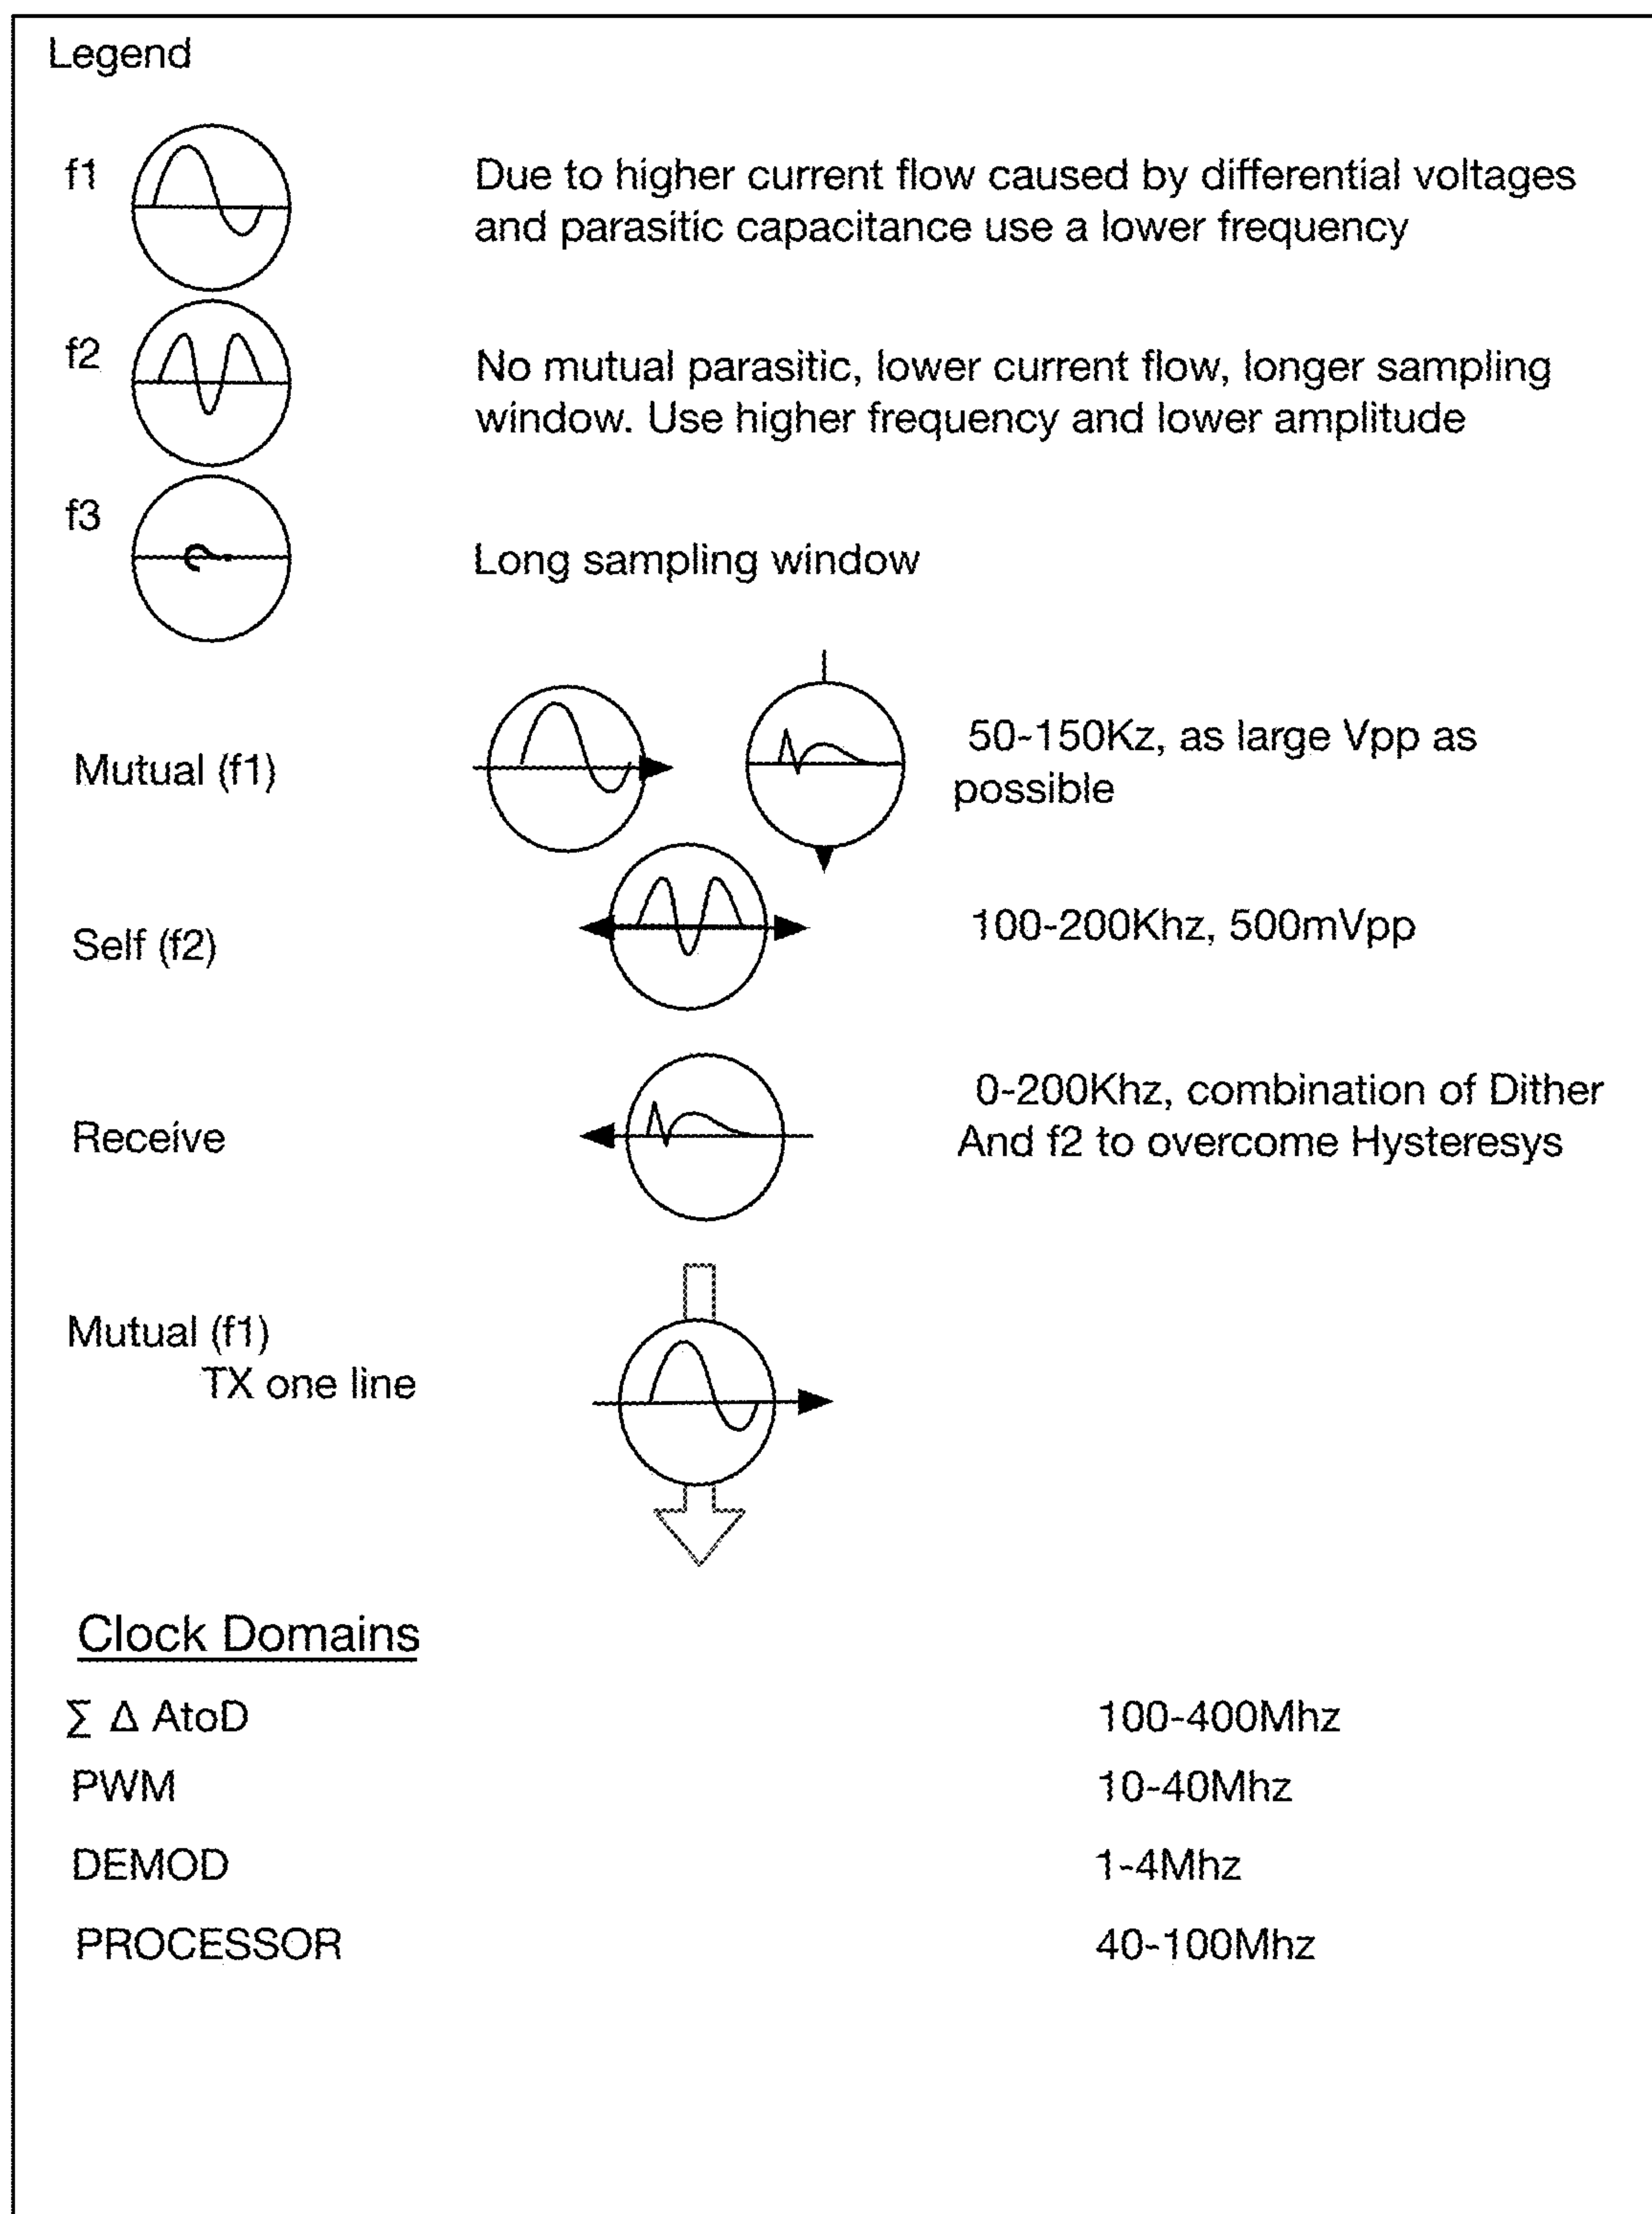 Legend
f1
Due to higher current flow caused by differential voltages
and parasitic capacitance use a lower frequency
f2
No mutual parasitic, lower current flow, longer sampling
window. Use higher frequency and lower amplitude
f3
Long sampling window
Mutual (f1)
50-150Kz, as large Vpp as
possible
Self (f2)
100-200Khz, 500mVpp
Receive
0-200Khz, combination of Dither
And f2 to overcome Hysteresys
Mutual (f1)
TX one line
Clock Domains
∑ Δ AtoD 100-400Mhz
PWM 10-40Mhz
DEMOD 1-4Mhz
PROCESSOR 40-100Mhz